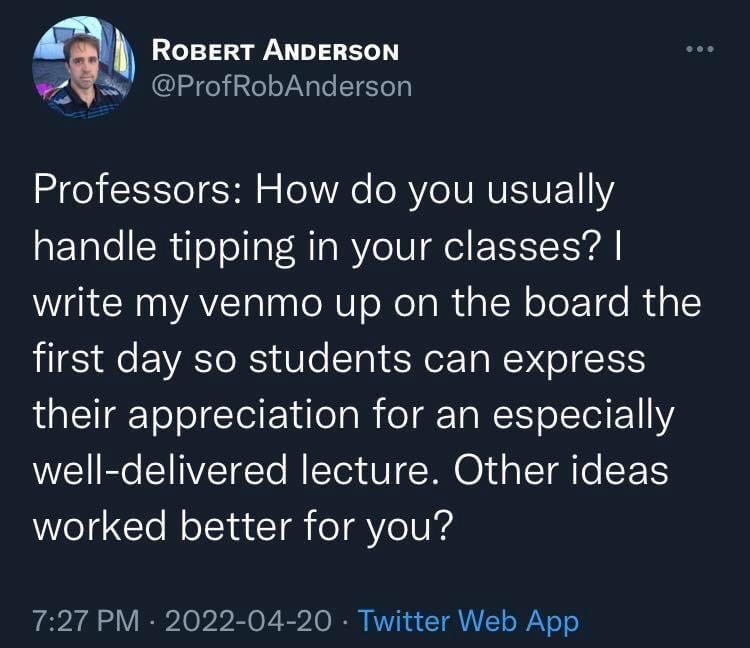 Robert Anderson
@ProfRobAnderson
Professors: How do you usually
handle tipping in your classes? I
write my venmo up on the board the
first day so students can express
their appreciation for an especially
well-delivered lecture. Other ideas
worked better for you?
7:27 PM · 2022-04-20 · Twitter Web App